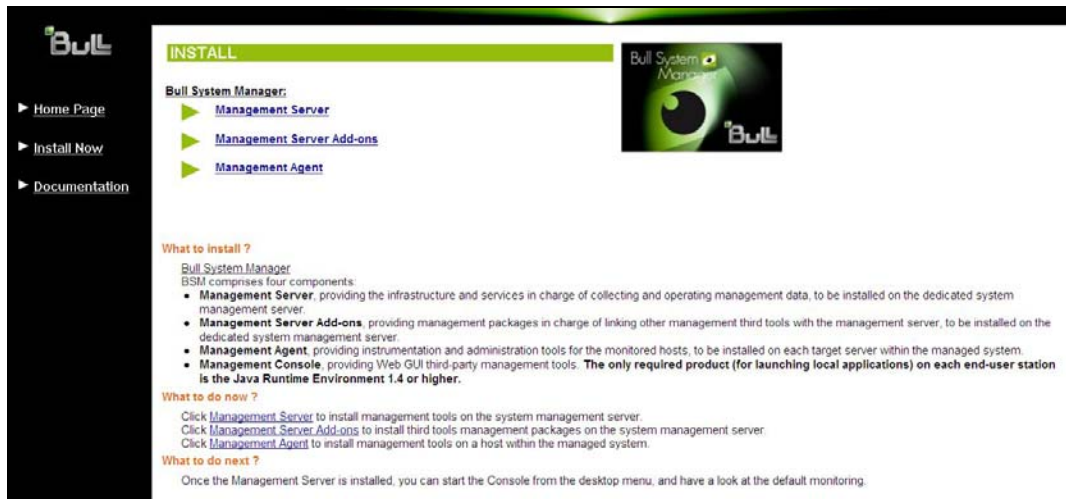 Bull
INSTALL
Bull System
Manager
Bull
Bull System Manager:
Management Server
Management Server Add-ons
Management Agent
Home Page
Install Now
Documentation
What to install ?
Bull System Manager
BSM comprises four components:
Management Server, providing the infrastructure and services in charge of collecting and operating management data, to be installed on the dedicated system
management server.
Management Server Add-ons, providing management packages in charge of linking other management third tools with the management server, to be installed on the
dedicated system management server.
Management Agent, providing instrumentation and administration tools for the monitored hosts, to be installed on each target server within the managed system.
Management Console, providing Web GUI third-party management tools. The only required product (for launching local applications) on each end-user station
is the Java Runtime Environment 1.4 or higher.
What to do now ?
Click Management Server to install management tools on the system management server.
Click Management Server Add-ons to install third tools management packages on the system management server.
Click Management Agent to install management tools on a host within the managed system.
What to do next ?
Once the Management Server is installed, you can start the Console from the desktop menu, and have a look at the default monitoring.